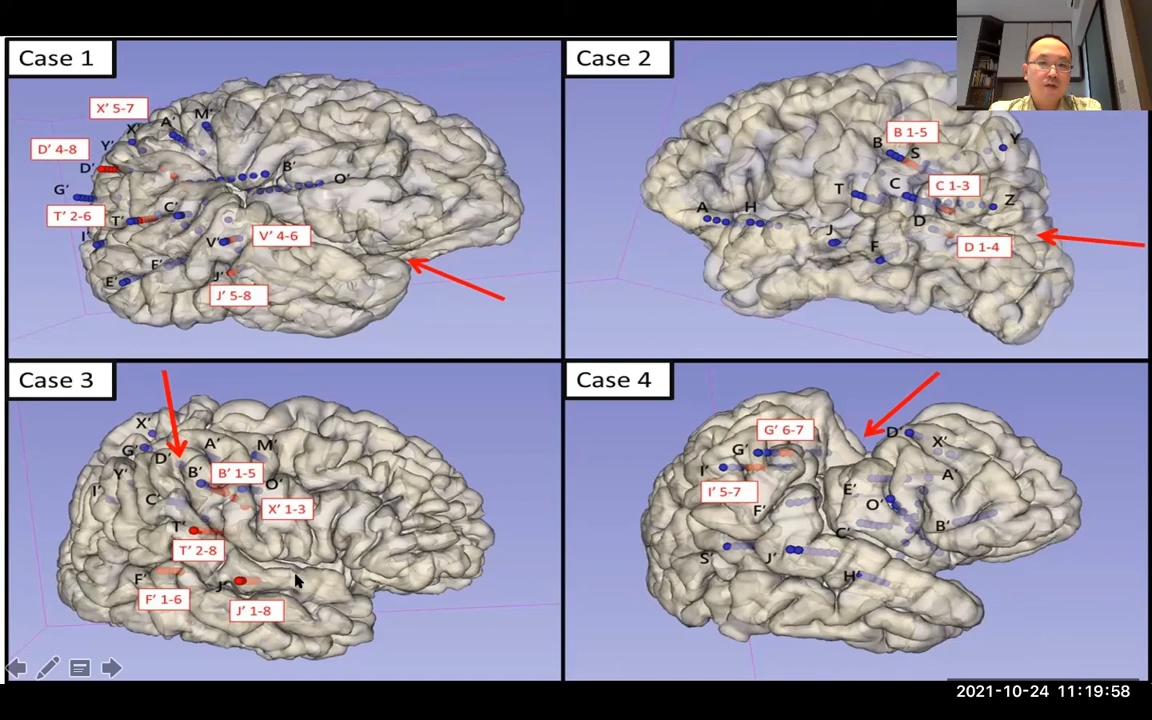 Case 1
X’ 5-7
M’
A’
X’
Y’
D’ 4-8
D’
B’
O’
G’
T’ 2-6
T’
C’
V’ 4-6
V’
I’
F’
J’
E’
J’ 5-8
Case 2
B 1-5
B
S
Y
T
C
C 1-3
Z
A
H
D
J
F
D 1-4
Case 3
X’
G’
D’
A’
M’
Y’
B’
B’ 1-5
O’
I’
C’
X’ 1-3
T’
T’ 2-8
F’
J’
F’ 1-6
J’ 1-8
Case 4
G’ 6-7
D’
X’
G’
I’
A’
I’ 5-7
E’
F’
O’
C’
B’
S’
J’
H’
2021-10-24 11:19:58